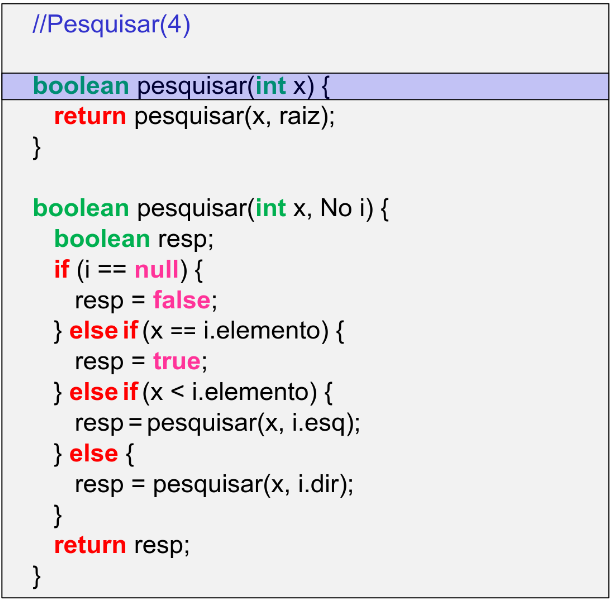 //Pesquisar(4)
boolean pesquisar(int x) {
return pesquisar(x, raiz);
}
boolean pesquisar(int x, No i) {
boolean resp;
if (i == null) {
resp = false;
} else if (x == i.elemento) {
resp = true;
} else if (x < i.elemento) {
resp = pesquisar(x, i.esq);
} else {
resp = pesquisar(x, i.dir);
}
return resp;
}